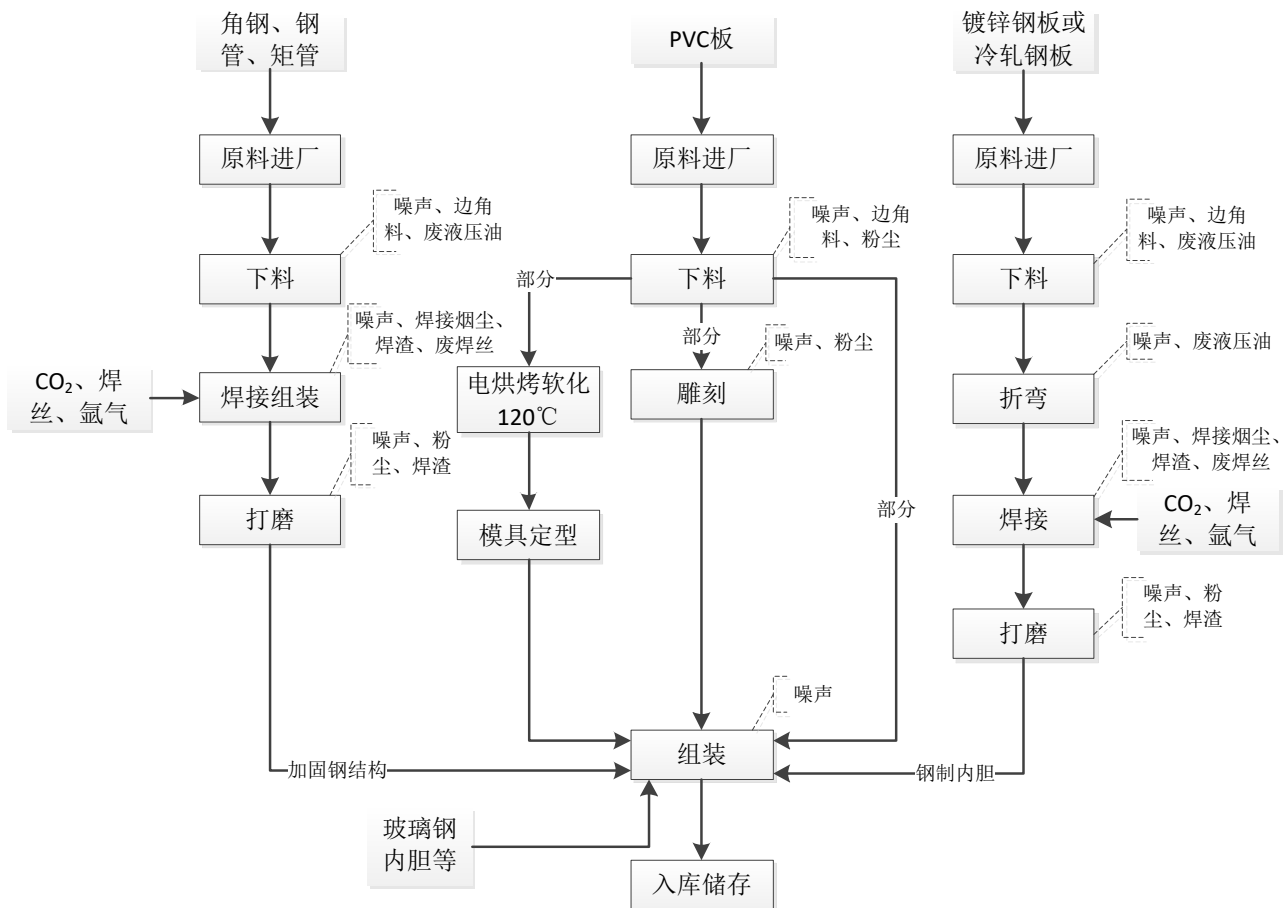 角钢、钢
管、矩管
PVC板
镀锌钢板或
冷轧钢板
原料进厂
原料进厂
原料进厂
噪声、边角
料、废液压油
噪声、边角
料、粉尘
噪声、边角
料、废液压油
下料
部分
下料
下料
部分
噪声、焊接烟尘、
焊渣、废焊丝
噪声、粉尘
噪声、废液压油
CO₂、焊
丝、氩气
焊接组装
电烘烤软化
120℃
雕刻
折弯
噪声、粉
尘、焊渣
噪声、焊接烟尘、
焊渣、废焊丝
打磨
模具定型
部分
焊接
CO₂、焊
丝、氩气
噪声、粉
尘、焊渣
打磨
噪声
组装
加固钢结构
钢制内胆
玻璃钢
内胆等
入库储存